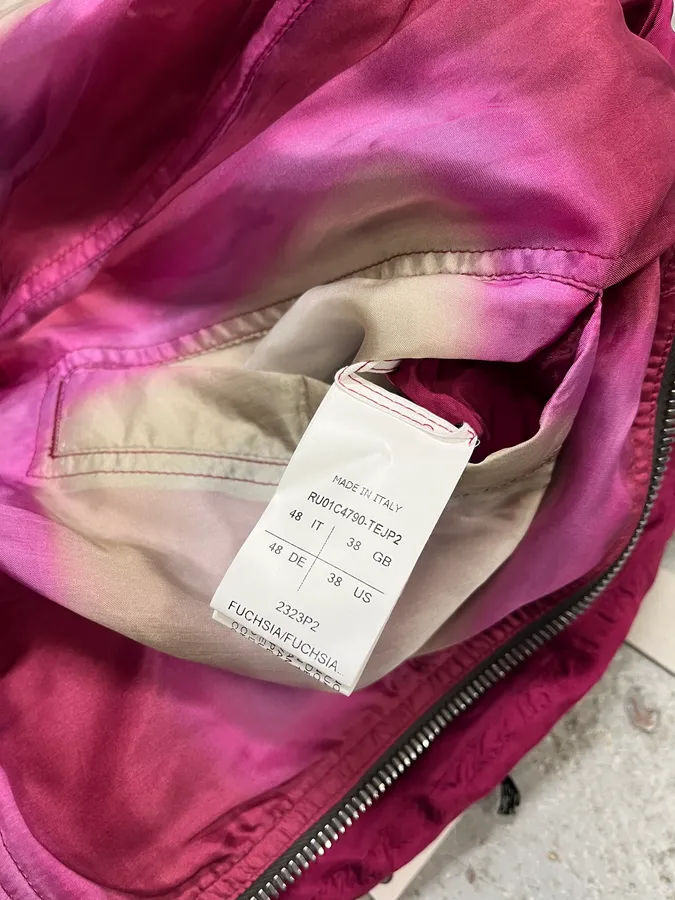 MADE IN ITALY
RU01C4790-TEJP2
48 IT 38 GB
48 DE 38 US
2323P2
FUCHSIA/FUCHSIA...